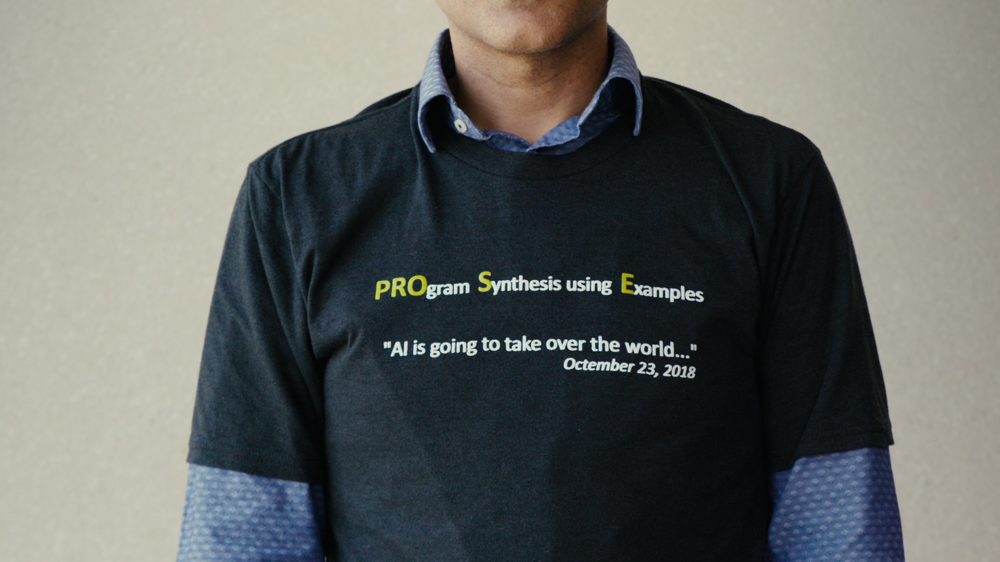 PROgram Synthesis using Examples
"AI is going to take over the world..."
Octember 23, 2018